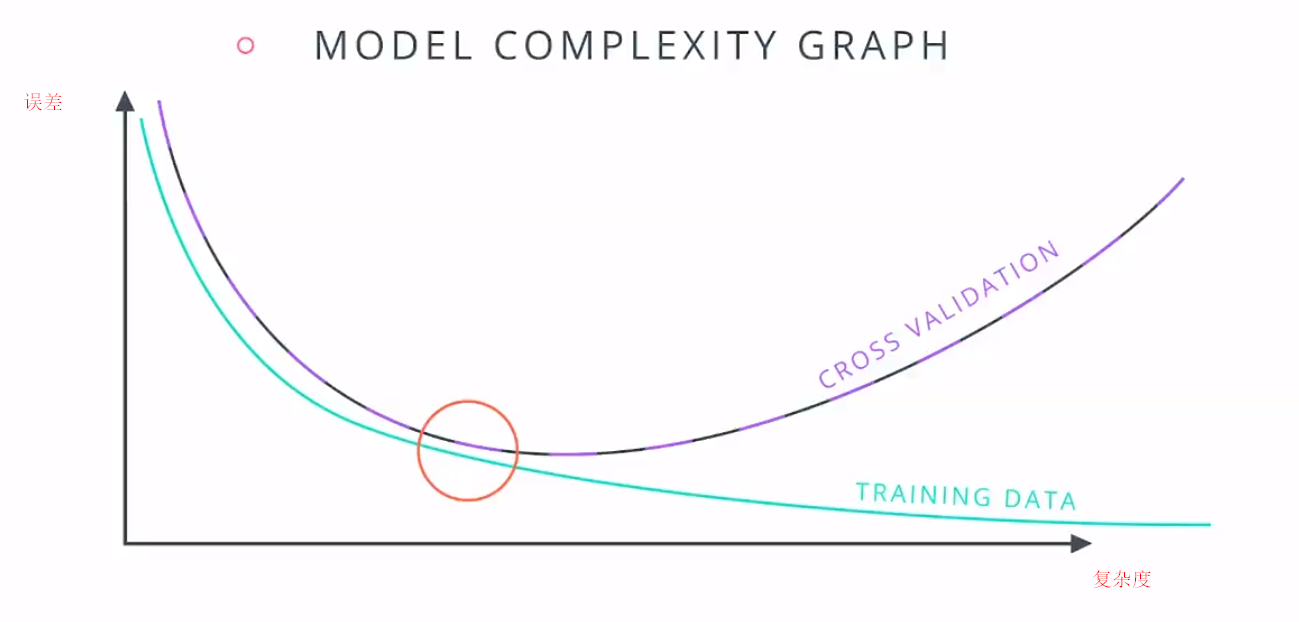 MODEL COMPLEXITY GRAPH
误差
CROSS VALIDATION
TRAINING DATA
复杂度